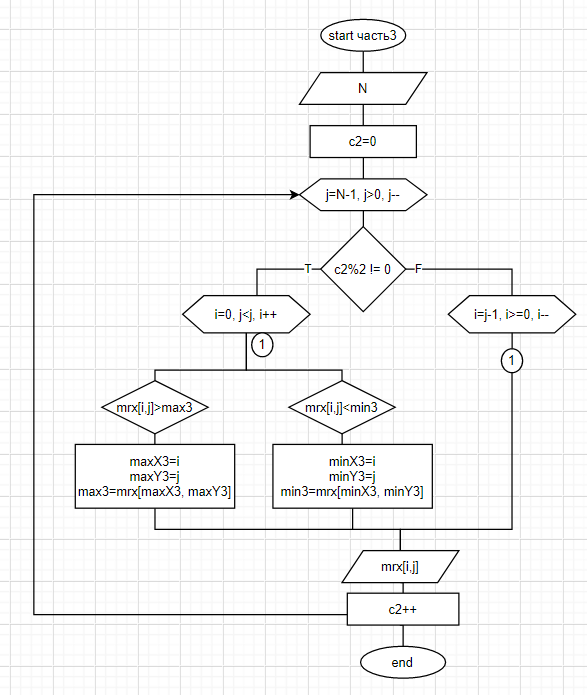 start часть3
N
c2=0
j=N-1, j>0, j--
T
c2%2 != 0
F
i=0, j<j, i++
i=j-1, i>=0, i--
1
1
mrx[i,j]>max3
mrx[i,j]<min3
maxX3=i
maxY3=j
max3=mrx[maxX3, maxY3]
minX3=i
minY3=j
min3=mrx[minX3, minY3]
mrx[i,j]
c2++
end